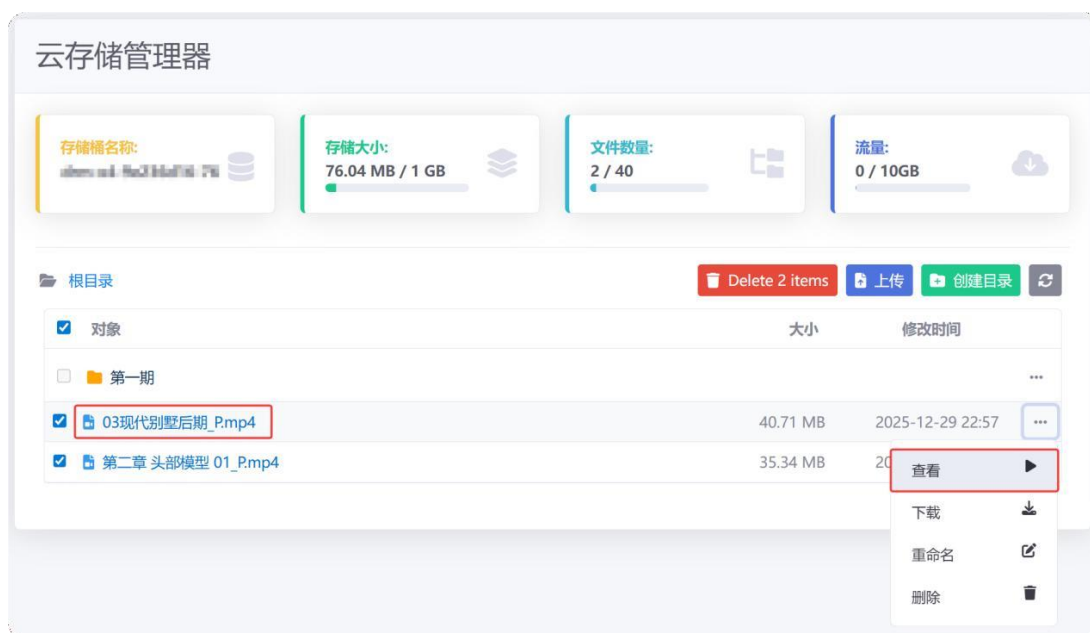 云存储管理器
存储桶名称:
存储大小:
76.04 MB / 1 GB
文件数量:
2 / 40
流量:
0 / 10GB
根目录
Delete 2 items
上传
创建目录
对象 大小 修改时间
第一期 ...
03现代别墅后期_P.mp4 40.71 MB 2025-12-29 22:57 ...
第二章 头部模型 01_P.mp4 35.34 MB
查看
下载
重命名
删除